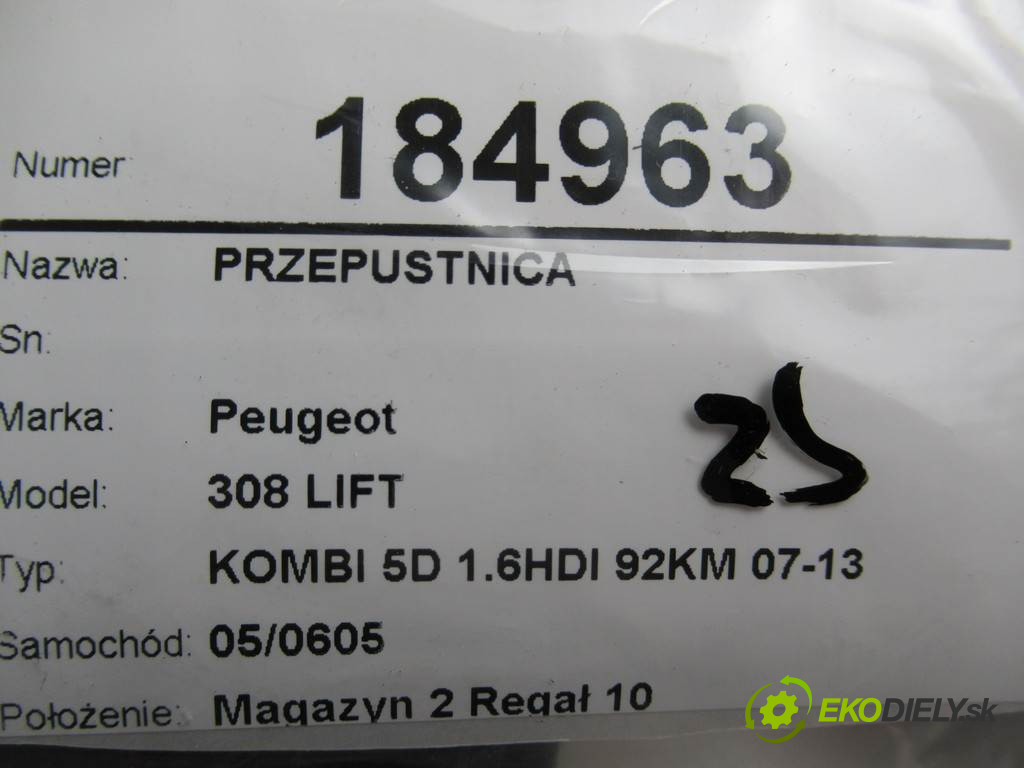 Numer 184963
Nazwa: PRZEPUSTNICA
Sn:
Marka: Peugeot
Model: 308 LIFT
Typ: KOMBI 5D 1.6HDI 92KM 07-13
Samochód: 05/0605
Położenie: Magazyn 2 Regał 10
EKODIELY.sk